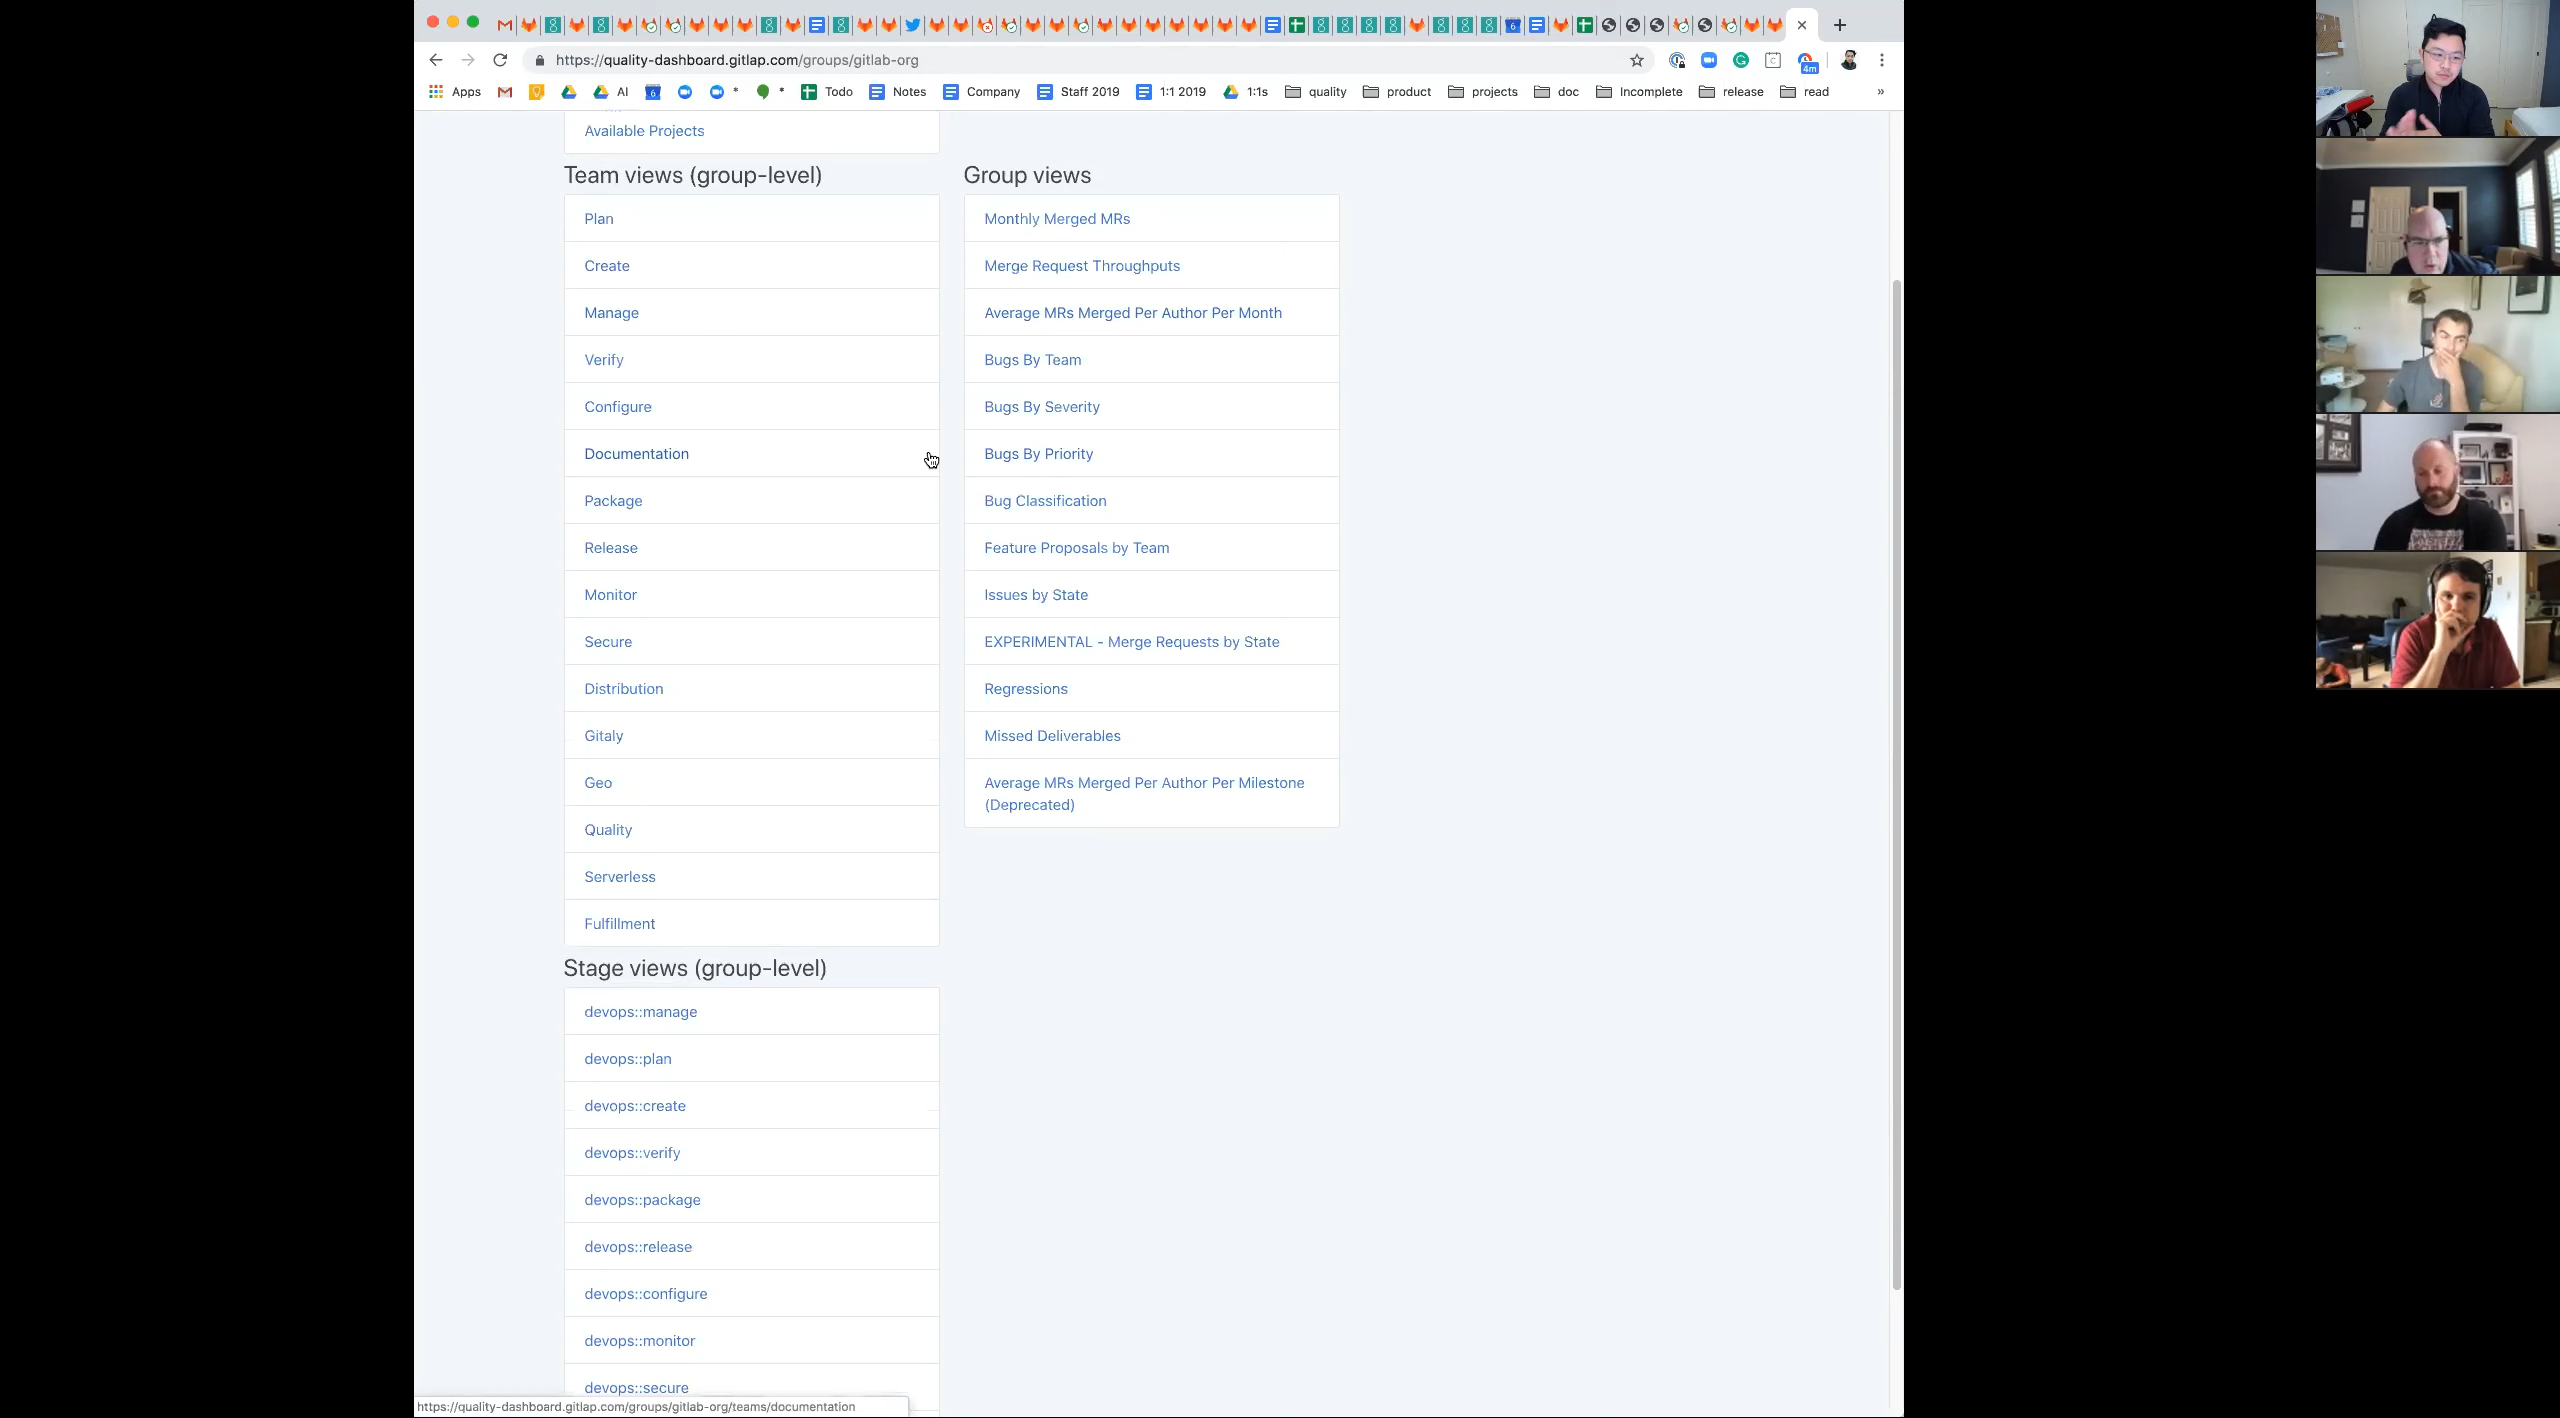 https://quality-dashboard.gitlap.com/groups/gitlab-org
4m
Apps
AI
6
*
*
Todo
Notes
Company
Staff 2019
1:1 2019
1:1s
quality
product
projects
doc
Incomplete
release
read
»
Available Projects
Team views (group-level)
Plan
Create
Manage
Verify
Configure
Documentation
Package
Release
Monitor
Secure
Distribution
Gitaly
Geo
Quality
Serverless
Fulfillment
Stage views (group-level)
devops::manage
devops::plan
devops::create
devops::verify
devops::package
devops::release
devops::configure
devops::monitor
devops::secure
Group views
Monthly Merged MRs
Merge Request Throughputs
Average MRs Merged Per Author Per Month
Bugs By Team
Bugs By Severity
Bugs By Priority
Bug Classification
Feature Proposals by Team
Issues by State
EXPERIMENTAL - Merge Requests by State
Regressions
Missed Deliverables
Average MRs Merged Per Author Per Milestone
(Deprecated)
https://quality-dashboard.gitlap.com/groups/gitlab-org/teams/documentation